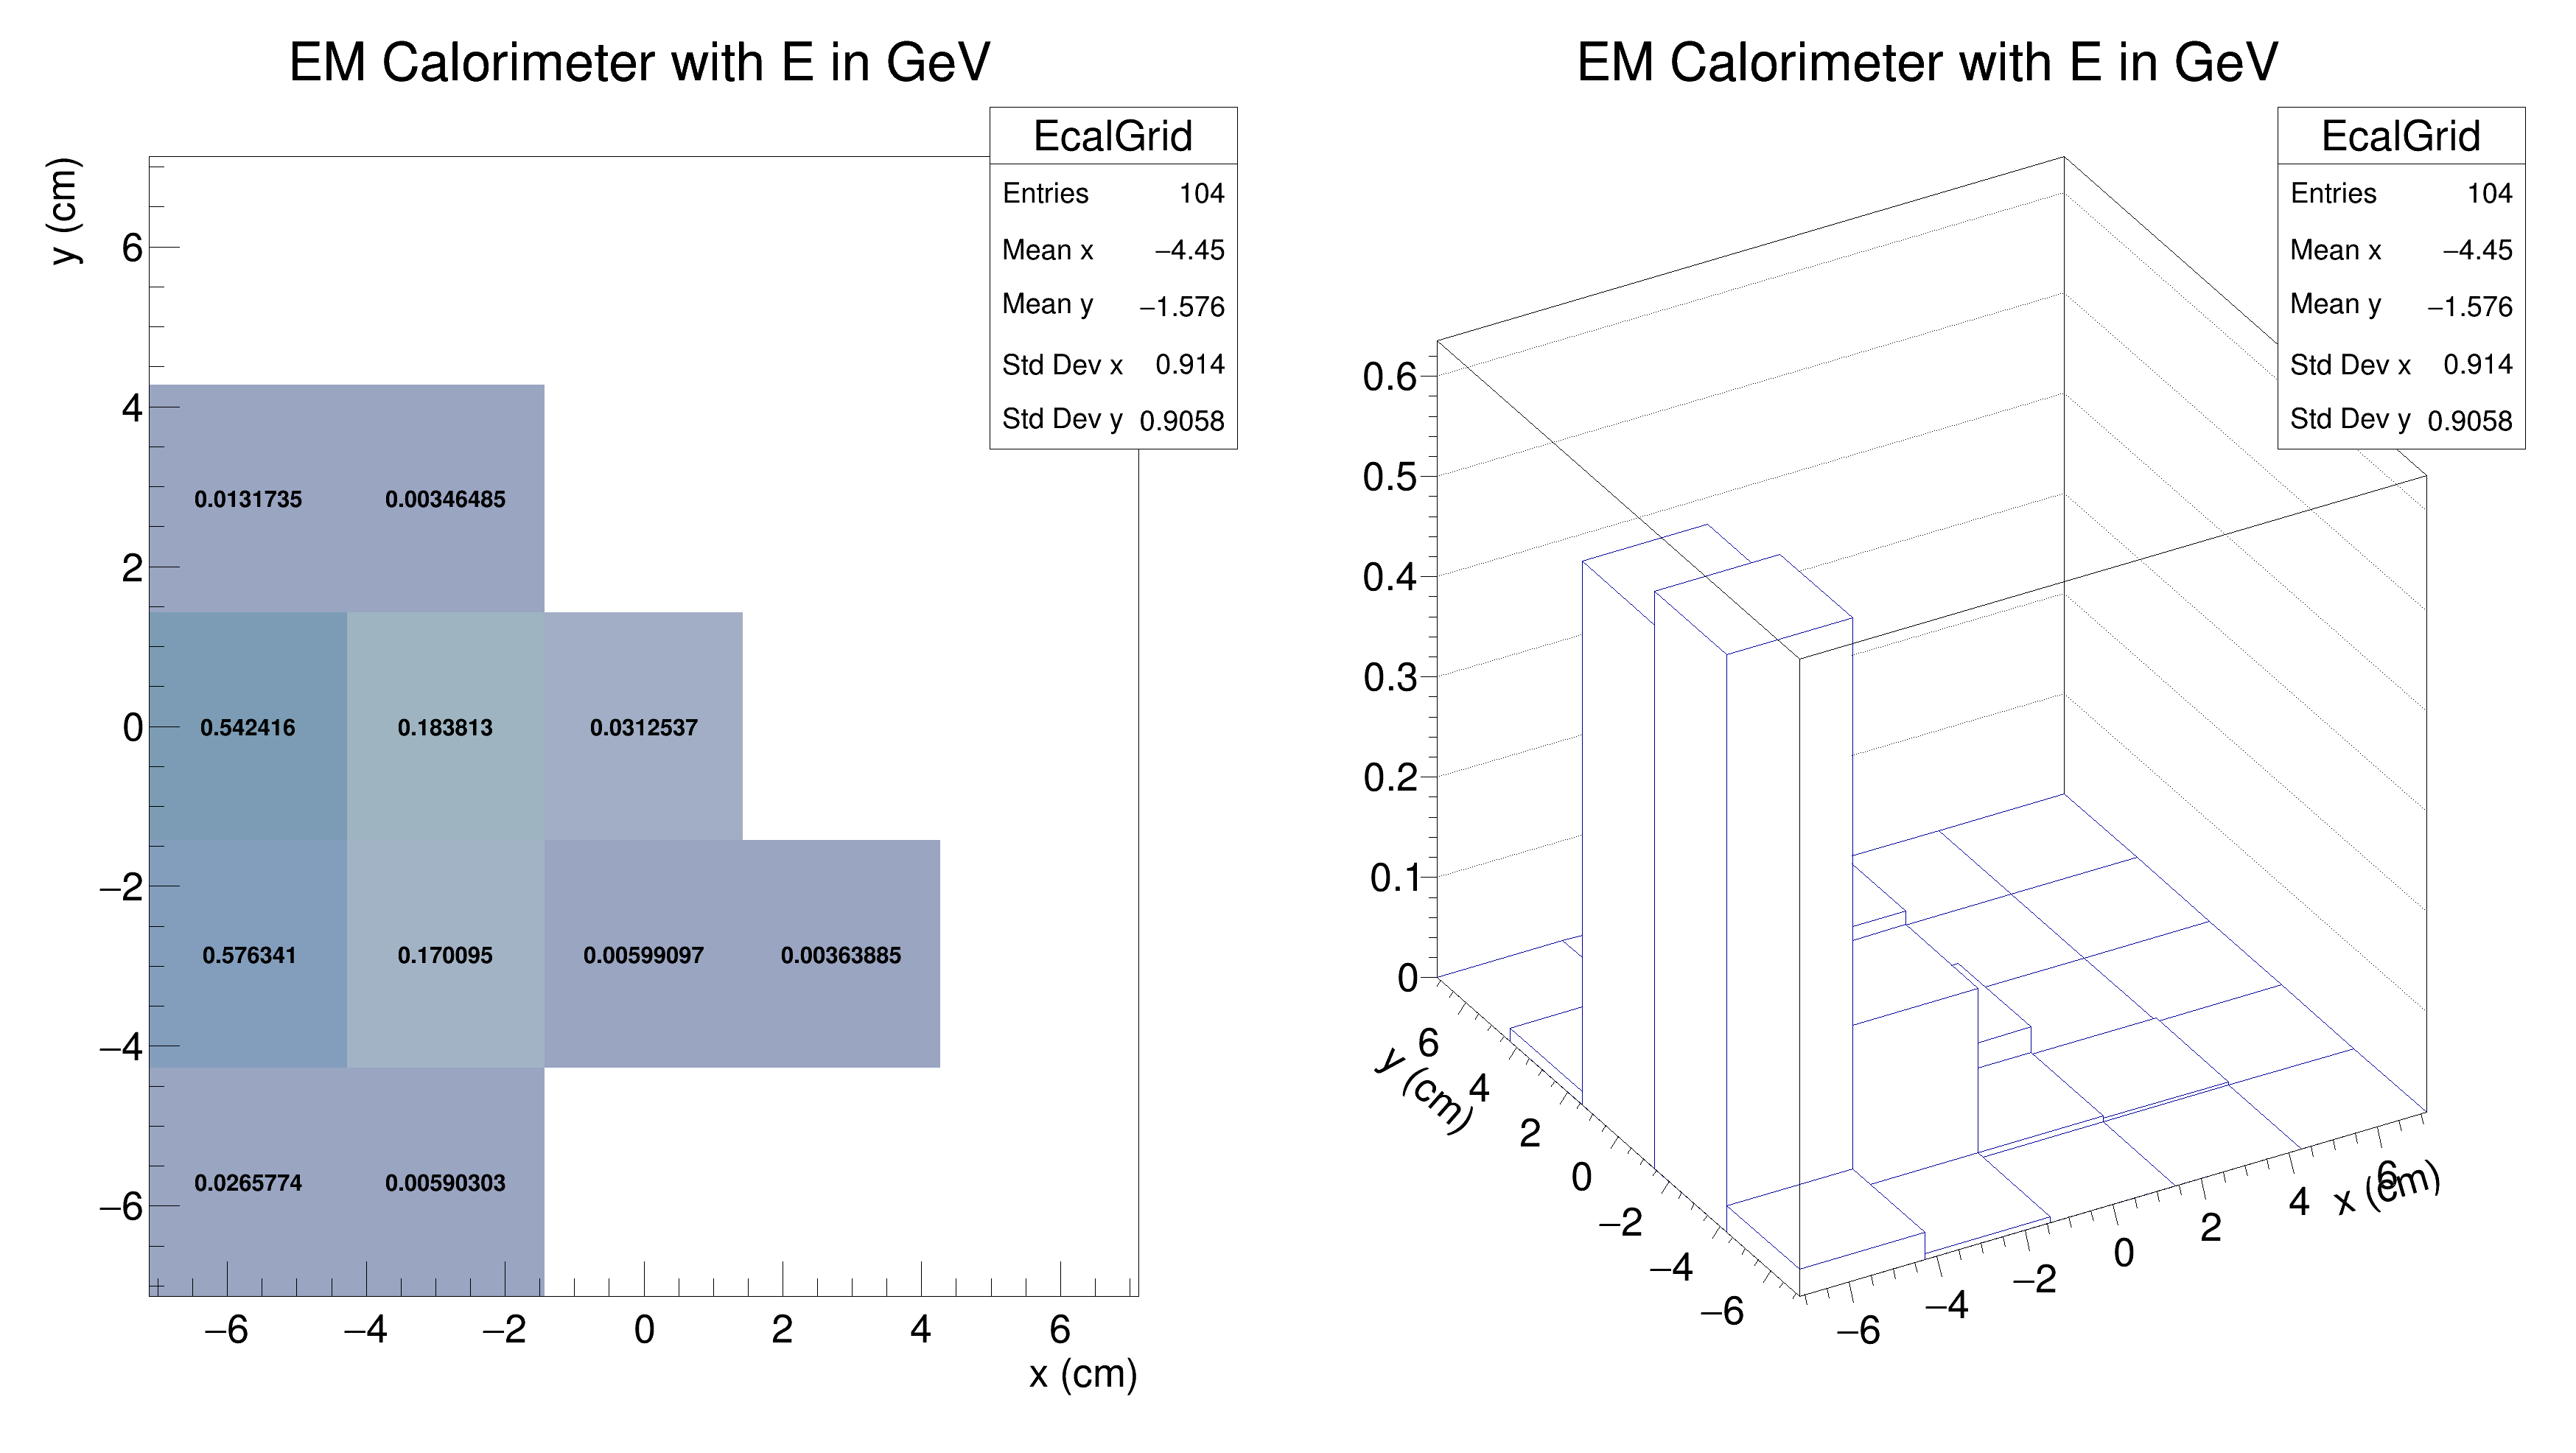 EM Calorimeter with E in GeV
EcalGrid
Entries 104
Mean x −4.45
Mean y −1.576
Std Dev x 0.914
Std Dev y 0.9058
y (cm)
6
4
2
0
−2
−4
−6
0.0131735 0.00346485
0.542416 0.183813 0.0312537
0.576341 0.170095 0.00599097 0.00363885
0.0265774 0.00590303
−6 −4 −2 0 2 4 6
x (cm)
EM Calorimeter with E in GeV
EcalGrid
Entries 104
Mean x −4.45
Mean y −1.576
Std Dev x 0.914
Std Dev y 0.9058
0.6
0.5
0.4
0.3
0.2
0.1
0
y (cm)
6
4
2
0
−2
−4
−6
−6 −4 −2 0 2 4 6
x (cm)